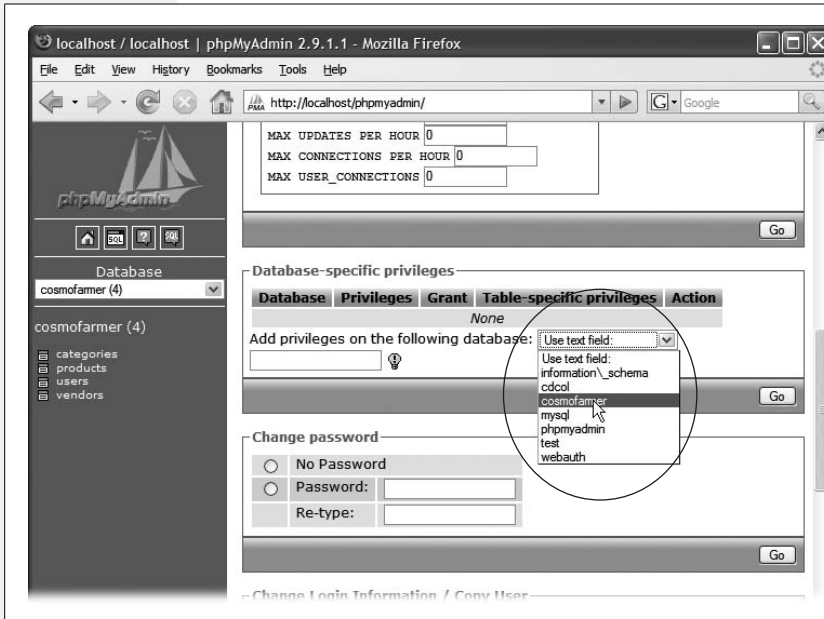 localhost / localhost | phpMyAdmin 2.9.1.1 - Mozilla Firefox
File Edit View History Bookmarks Tools Help
PMA http://localhost/phpmyadmin/ G Google
phpMyAdmin
SQL ? SQL
Database
cosmofarmer (4)
cosmofarmer (4)
categories
products
users
vendors
MAX UPDATES PER HOUR 0
MAX CONNECTIONS PER HOUR 0
MAX USER_CONNECTIONS 0
Go
Database-specific privileges
Database Privileges Grant Table-specific privileges Action
None
Add privileges on the following database: Use text field:
Use text field:
information\_schema
cdcol
cosmofarmer
mysql
phpmyadmin
test
webauth
Go
Change password
No Password
Password:
Re-type:
Go
Change Login Information / Copy User